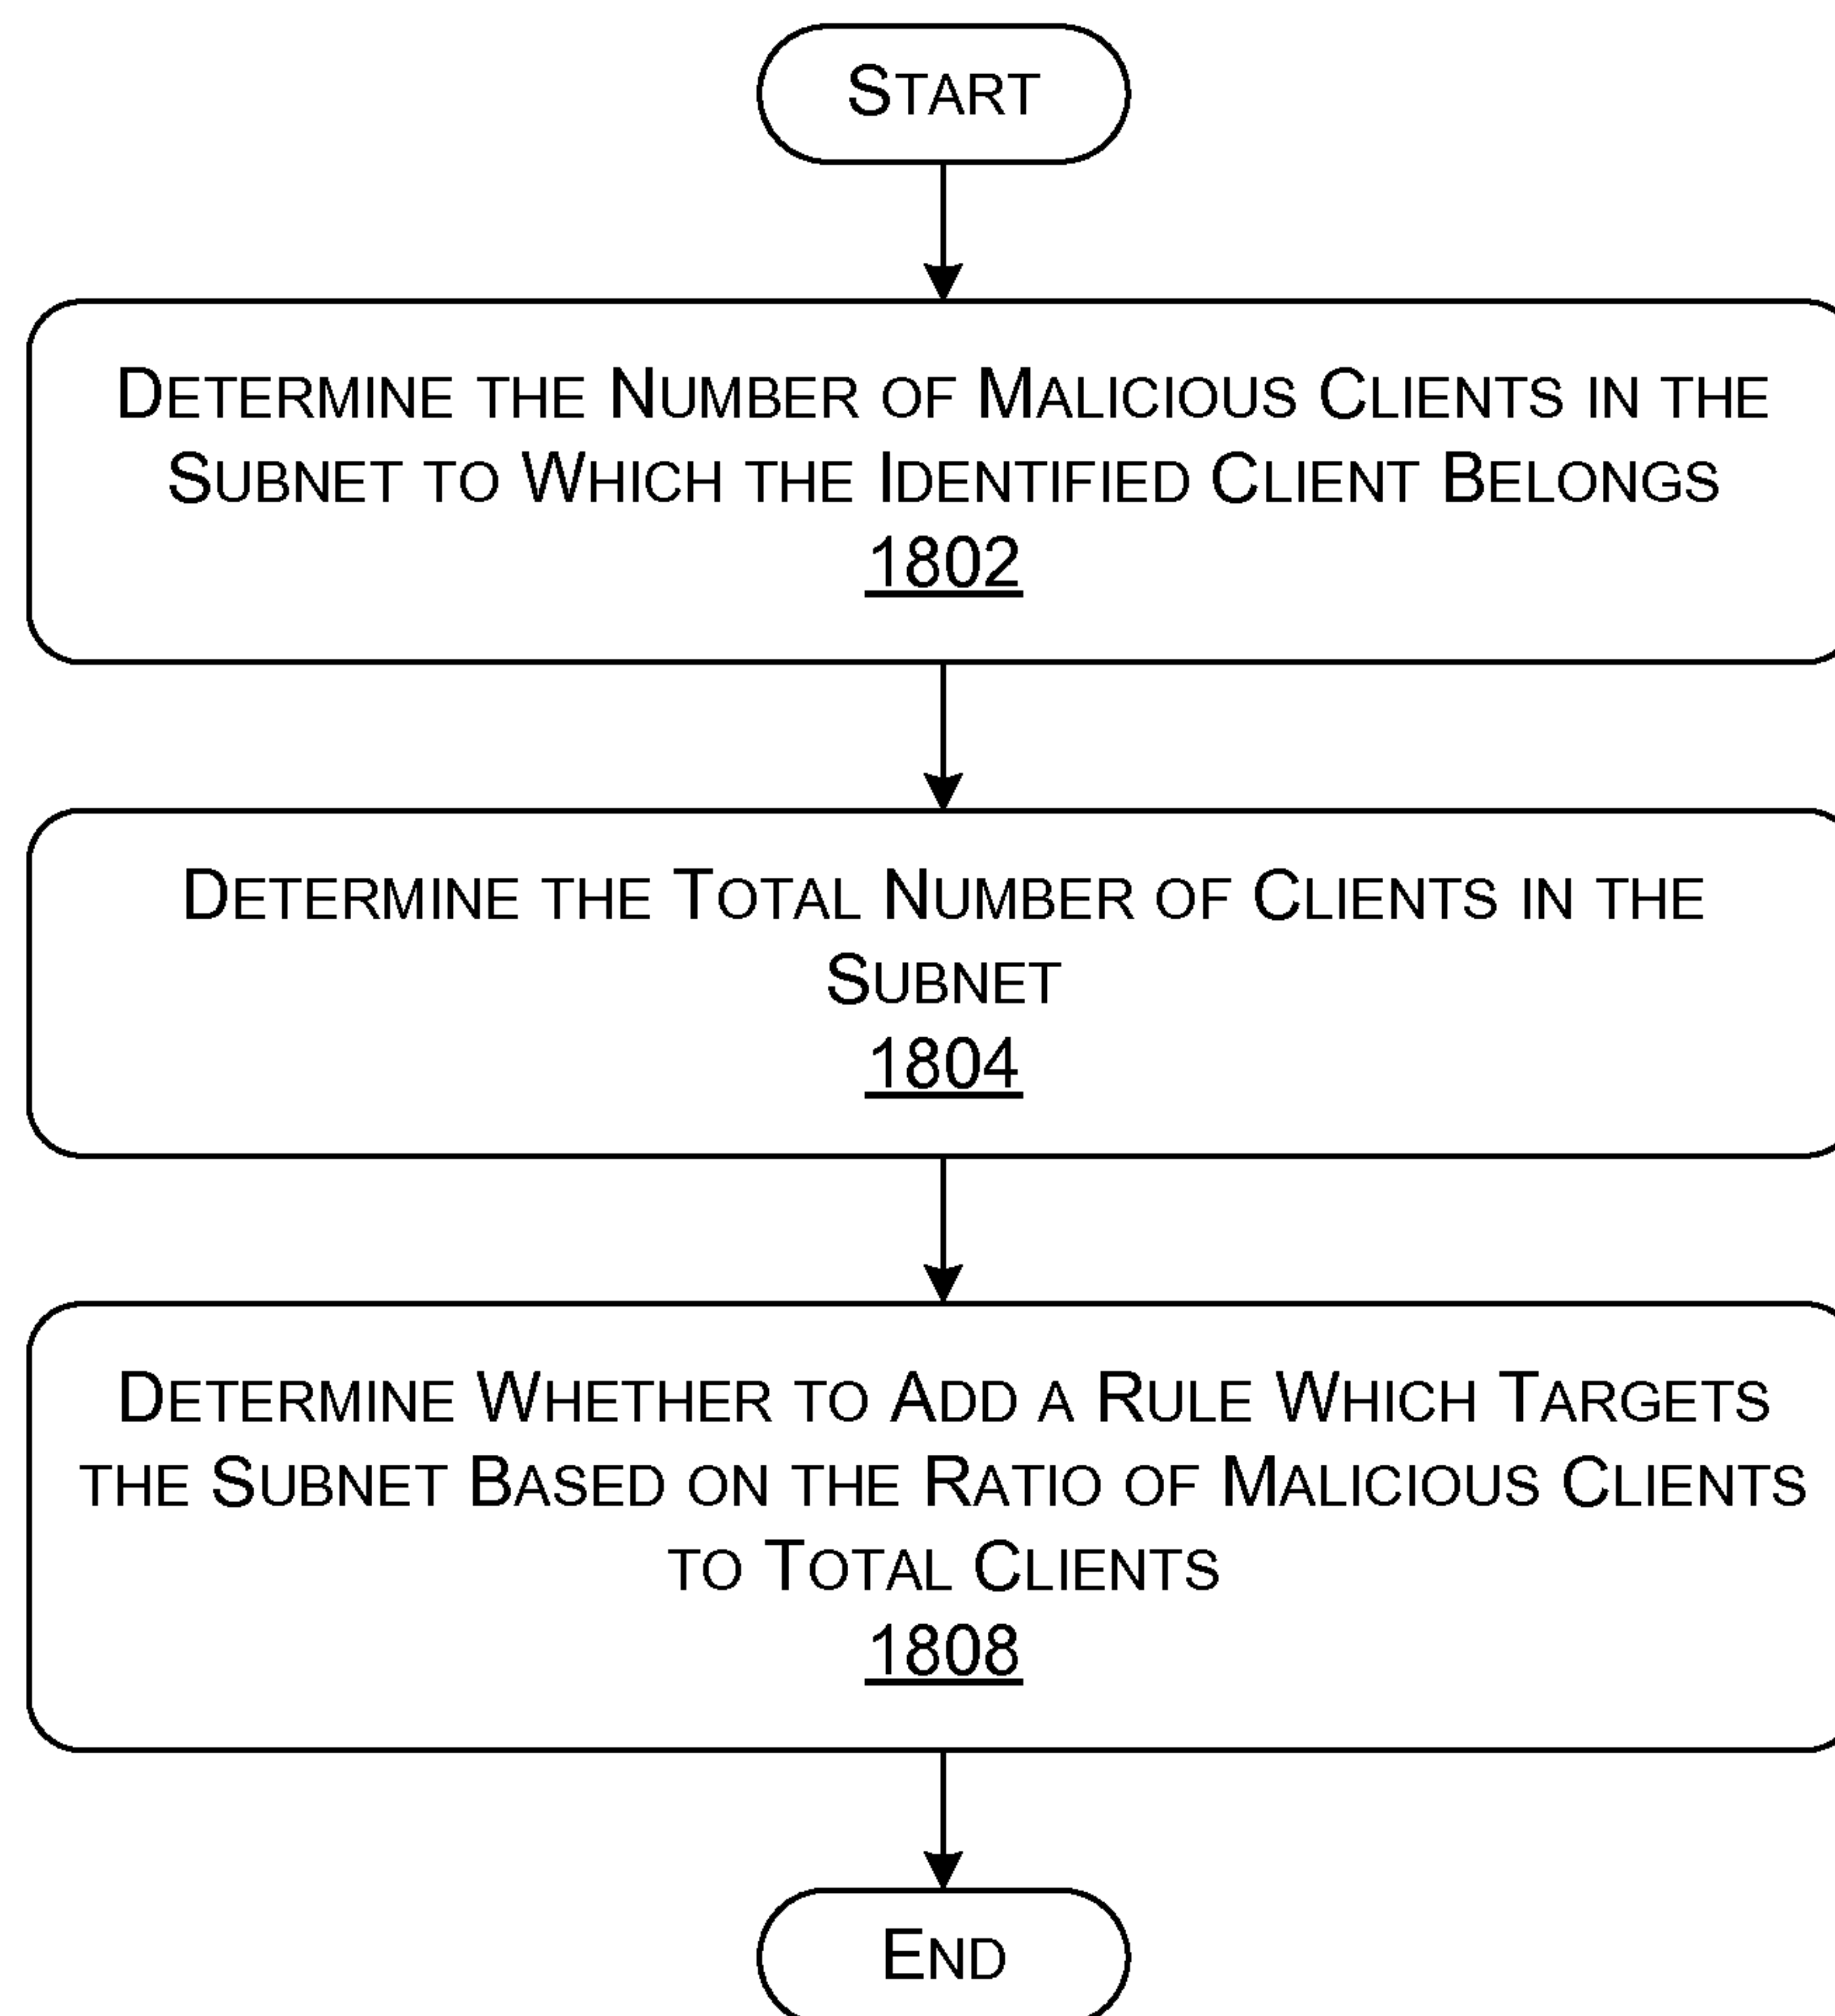 START
DETERMINE THE NUMBER OF MALICIOUS CLIENTS IN THE
SUBNET TO WHICH THE IDENTIFIED CLIENT BELONGS
1802
DETERMINE THE TOTAL NUMBER OF CLIENTS IN THE
SUBNET
1804
DETERMINE WHETHER TO ADD A RULE WHICH TARGETS
THE SUBNET BASED ON THE RATIO OF MALICIOUS CLIENTS
TO TOTAL CLIENTS
1808
END